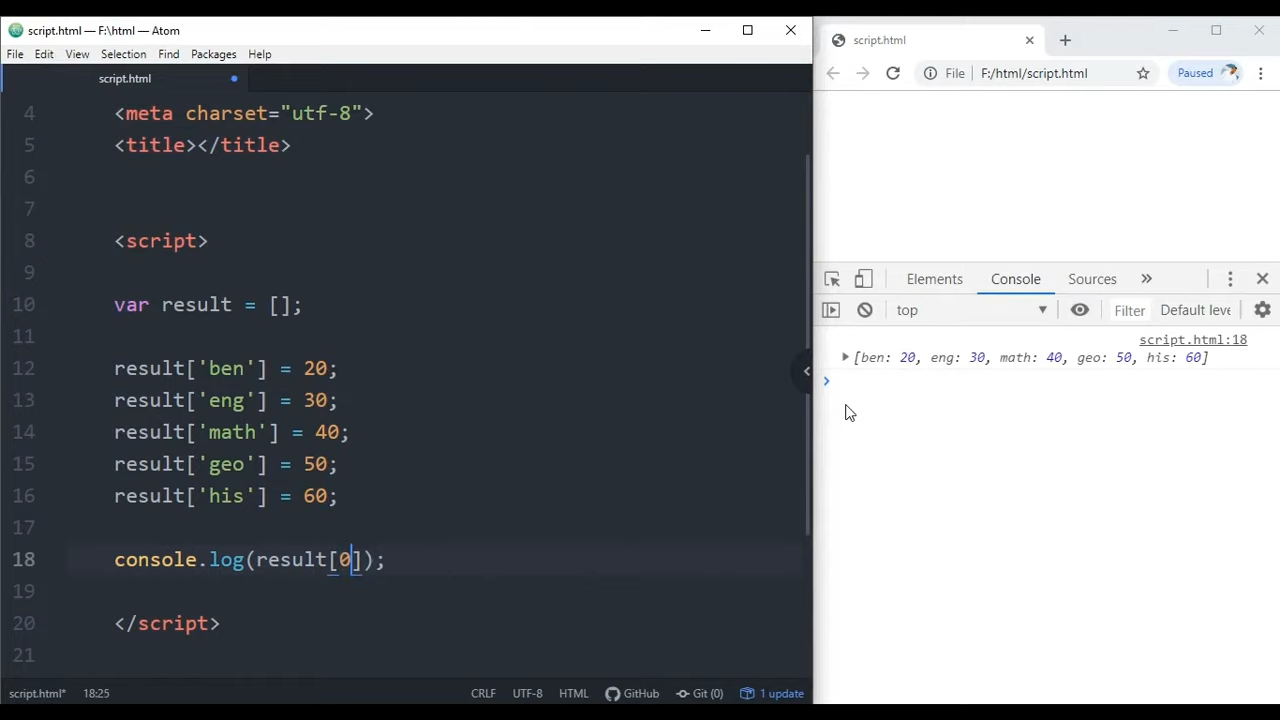 script.html — F:\html — Atom
File Edit View Selection Find Packages Help
script.html
4 <meta charset="utf-8">
5 <title></title>
6
7
8 <script>
9
10 var result = [];
11
12 result['ben'] = 20;
13 result['eng'] = 30;
14 result['math'] = 40;
15 result['geo'] = 50;
16 result['his'] = 60;
17
18 console.log(result[0]);
19
20 </script>
21
script.html* 18:25 CRLF UTF-8 HTML GitHub Git (0) 1 update
script.html
File F:/html/script.html Paused
Elements Console Sources »
top Filter Default leve
script.html:18
[ben: 20, eng: 30, math: 40, geo: 50, his: 60]